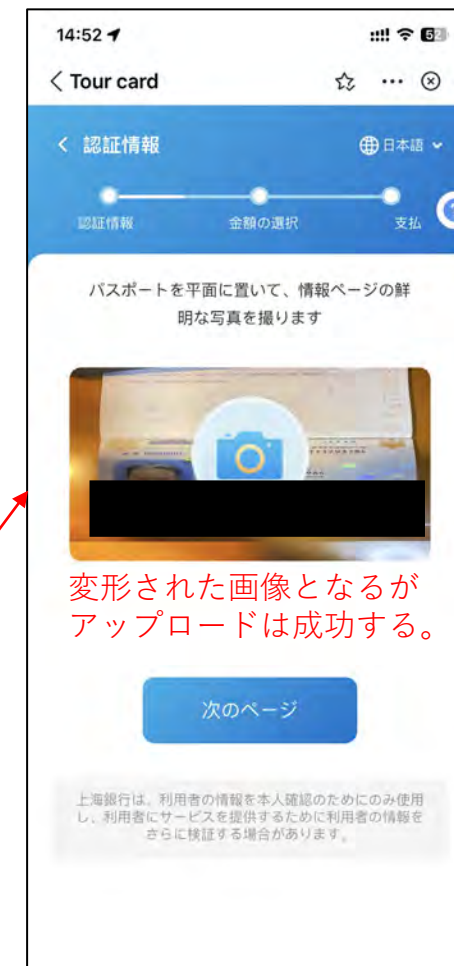 14:52
52
Tour card
認証情報
日本語
認証情報
金額の選択
支払
パスポートを平面に置いて、情報ページの鮮
明な写真を撮ります
変形された画像となるが
アップロードは成功する。
次のページ
上海銀行は、利用者の情報を本人確認のためにのみ使用
し、利用者にサービスを提供するために利用者の情報を
さらに検証する場合があります。